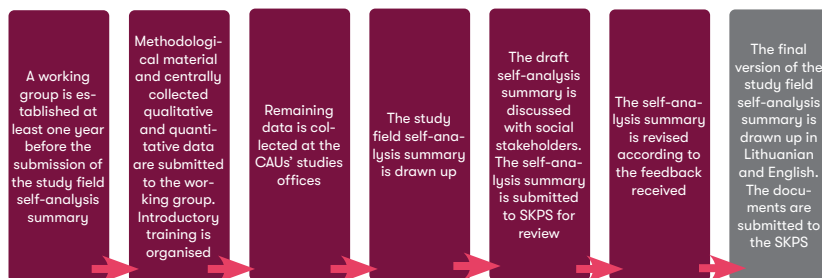 A working
group is es-
tablished at
least one year
before the
submission of
the study field
self-analysis
summary
Methodologi-
cal material
and centrally
collected
qualitative
and quanti-
tative data
are submitted
to the wor-
king group.
Introductory
training is
organised
Remaining
data is col-
lected at the
CAUs' studies
offices
The study
field self-ana-
lysis summary
is drawn up
The draft
self-analysis
summary is
discussed
with social
stakeholders.
The self-ana-
lysis summary
is submitted
to SKPS for
review
The self-ana-
lysis summary
is revised
according to
the feedback
received
The final
version of the
study field
self-analysis
summary is
drawn up in
Lithuanian
and English.
The docu-
ments are
submitted to
the SKPS